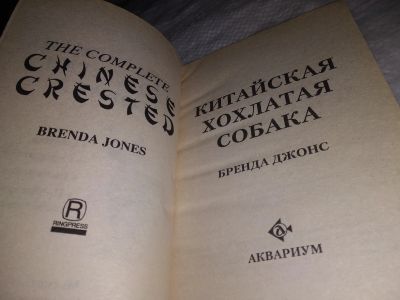 THE COMPLETE
CHINESE
CRESTED
BRENDA JONES
R
RINGPRESS
КИТАЙСКАЯ
ХОХЛАТАЯ
СОБАКА
БРЕНДА ДЖОНС
АКВАРИУМ